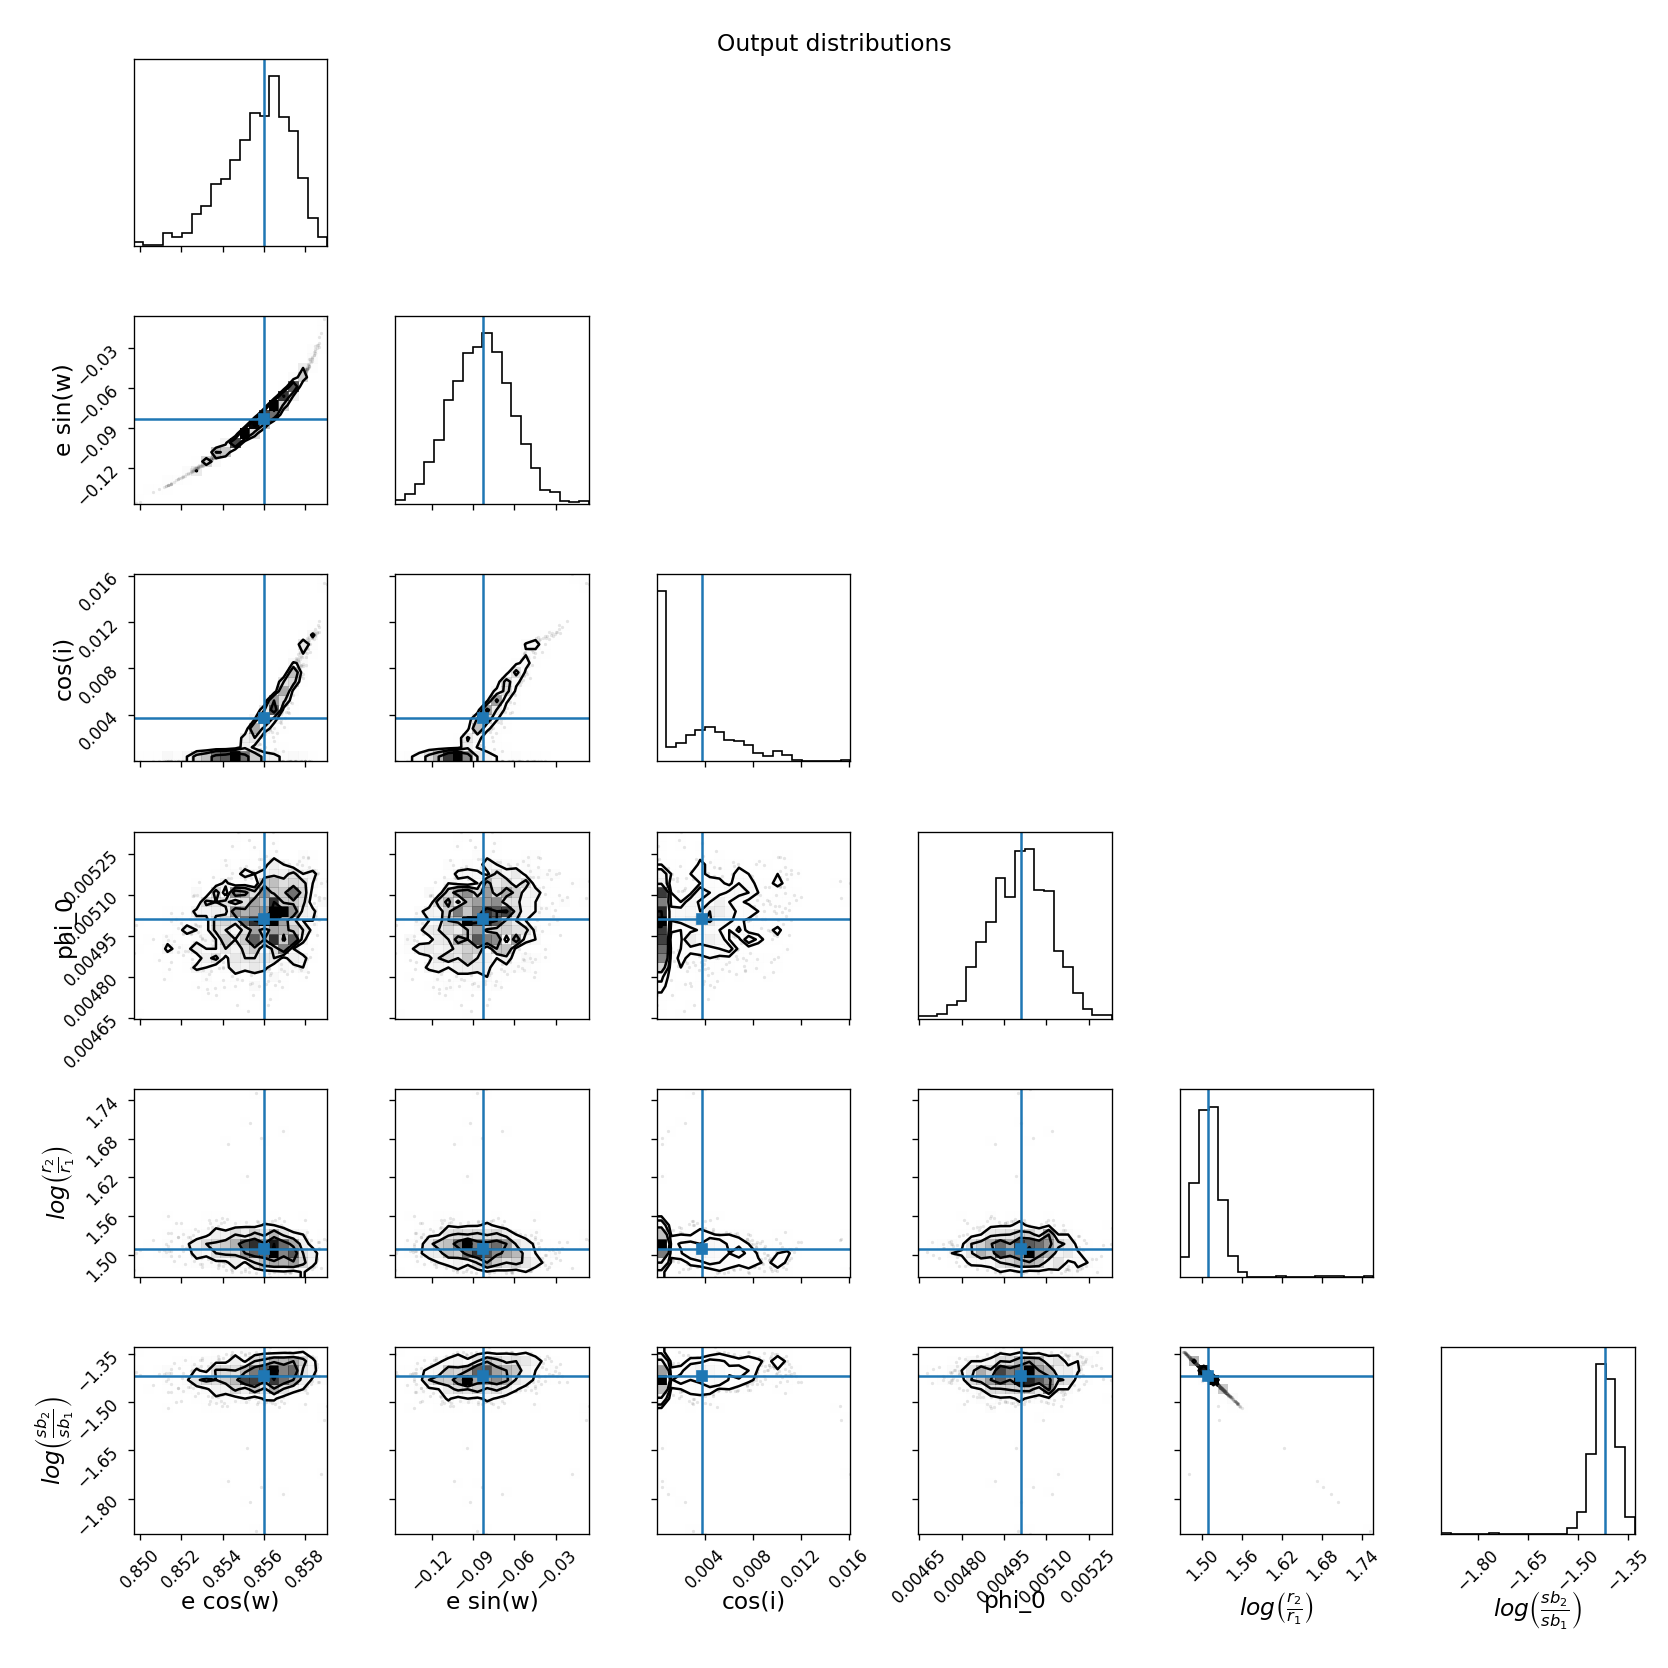 Output distributions
e sin(w)
−0.03
−0.06
−0.09
−0.12
cos(i)
0.016
0.012
0.008
0.004
phi_0
0.00525
0.00510
0.00495
0.00480
0.00465
log(r₂/r₁)
1.74
1.68
1.62
1.56
1.50
log(sb₂/sb₁)
−1.35
−1.50
−1.65
−1.80
0.850 0.852 0.854 0.856 0.858
e cos(w)
−0.12 −0.09 −0.06 −0.03
e sin(w)
0.004 0.008 0.012 0.016
cos(i)
0.00465 0.00480 0.00495 0.00510 0.00525
phi_0
1.50 1.56 1.62 1.68 1.74
log(r₂/r₁)
−1.80 −1.65 −1.50 −1.35
log(sb₂/sb₁)